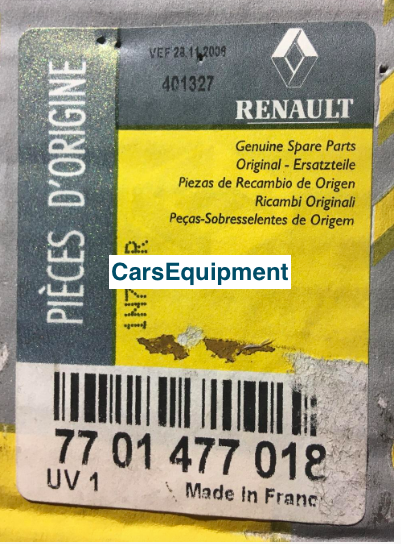 VEF 28.11.2006
401327
RENAULT
PIÈCES D'ORIGINE
Genuine Spare Parts
Original - Ersatzteile
Piezas de Recambio de Origen
Ricambi Originali
Peças-Sobresselentes de Origem
CarsEquipment
77 01 477 018
UV 1
Made In Franc